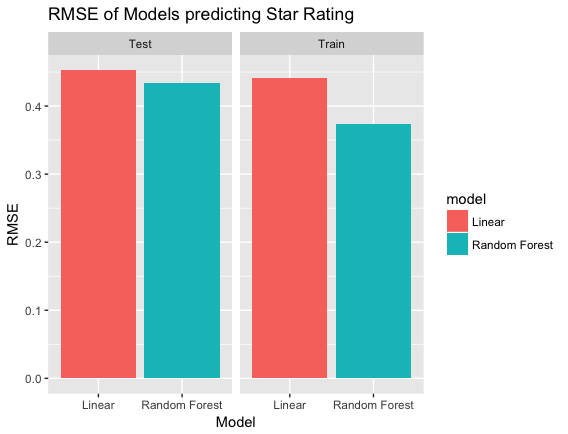 RMSE of Models predicting Star Rating
Test
Train
0.4
0.3
0.2
0.1
0.0
RMSE
Linear
Random Forest
Linear
Random Forest
Model
model
Linear
Random Forest